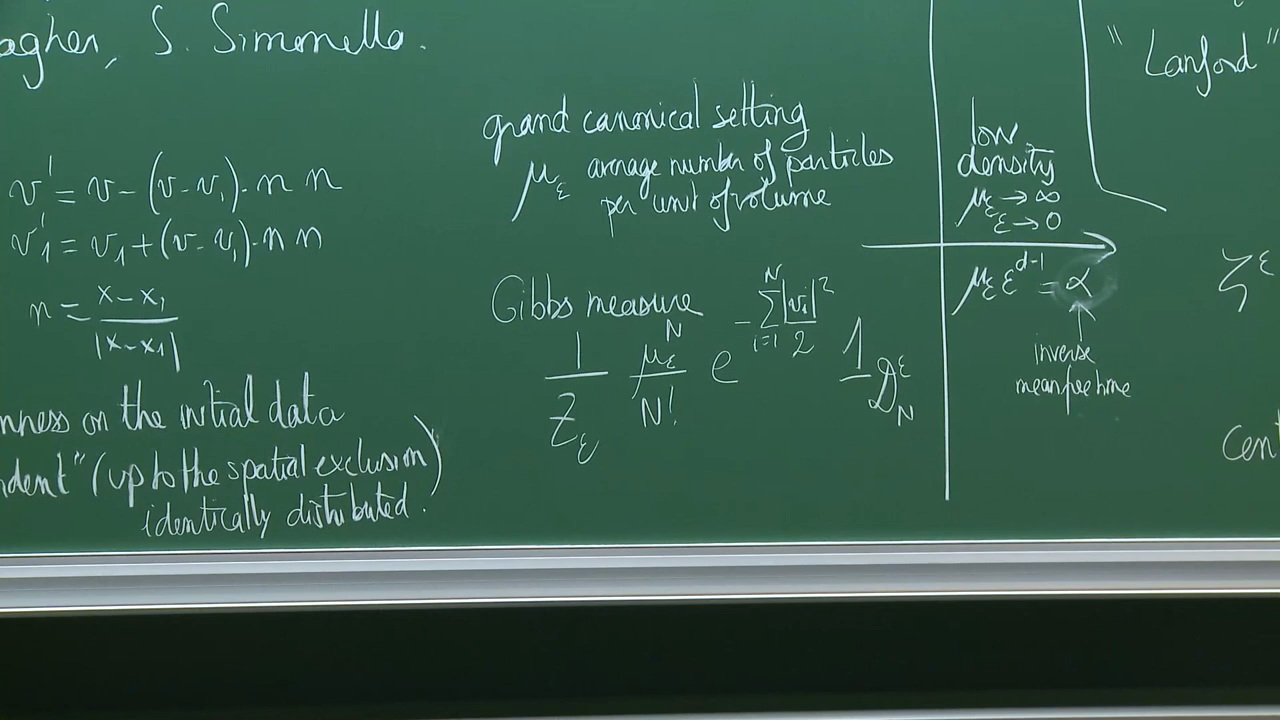 agher, S. Simonella.
v' = v - (v - v₁)·n n
v'₁ = v₁ + (v - v₁)·n n
n = x - x₁ / |x - x₁|
nness on the initial data
ndent" (up to the spatial exclusion)
identically distributed.
grand canonical setting
μ_ε average number of particles
per unit of volume
Gibbs measure
1/Z_ε μ_ε^N/N! e^{-∑_{i=1}^{N} |v_i|²/2} 1_{D_N^ε}
low
density
μ_ε → ∞
ε → 0
μ_ε ε^{d-1} = α
inverse
mean free time
" Lanford "
ζ^ε
Cent